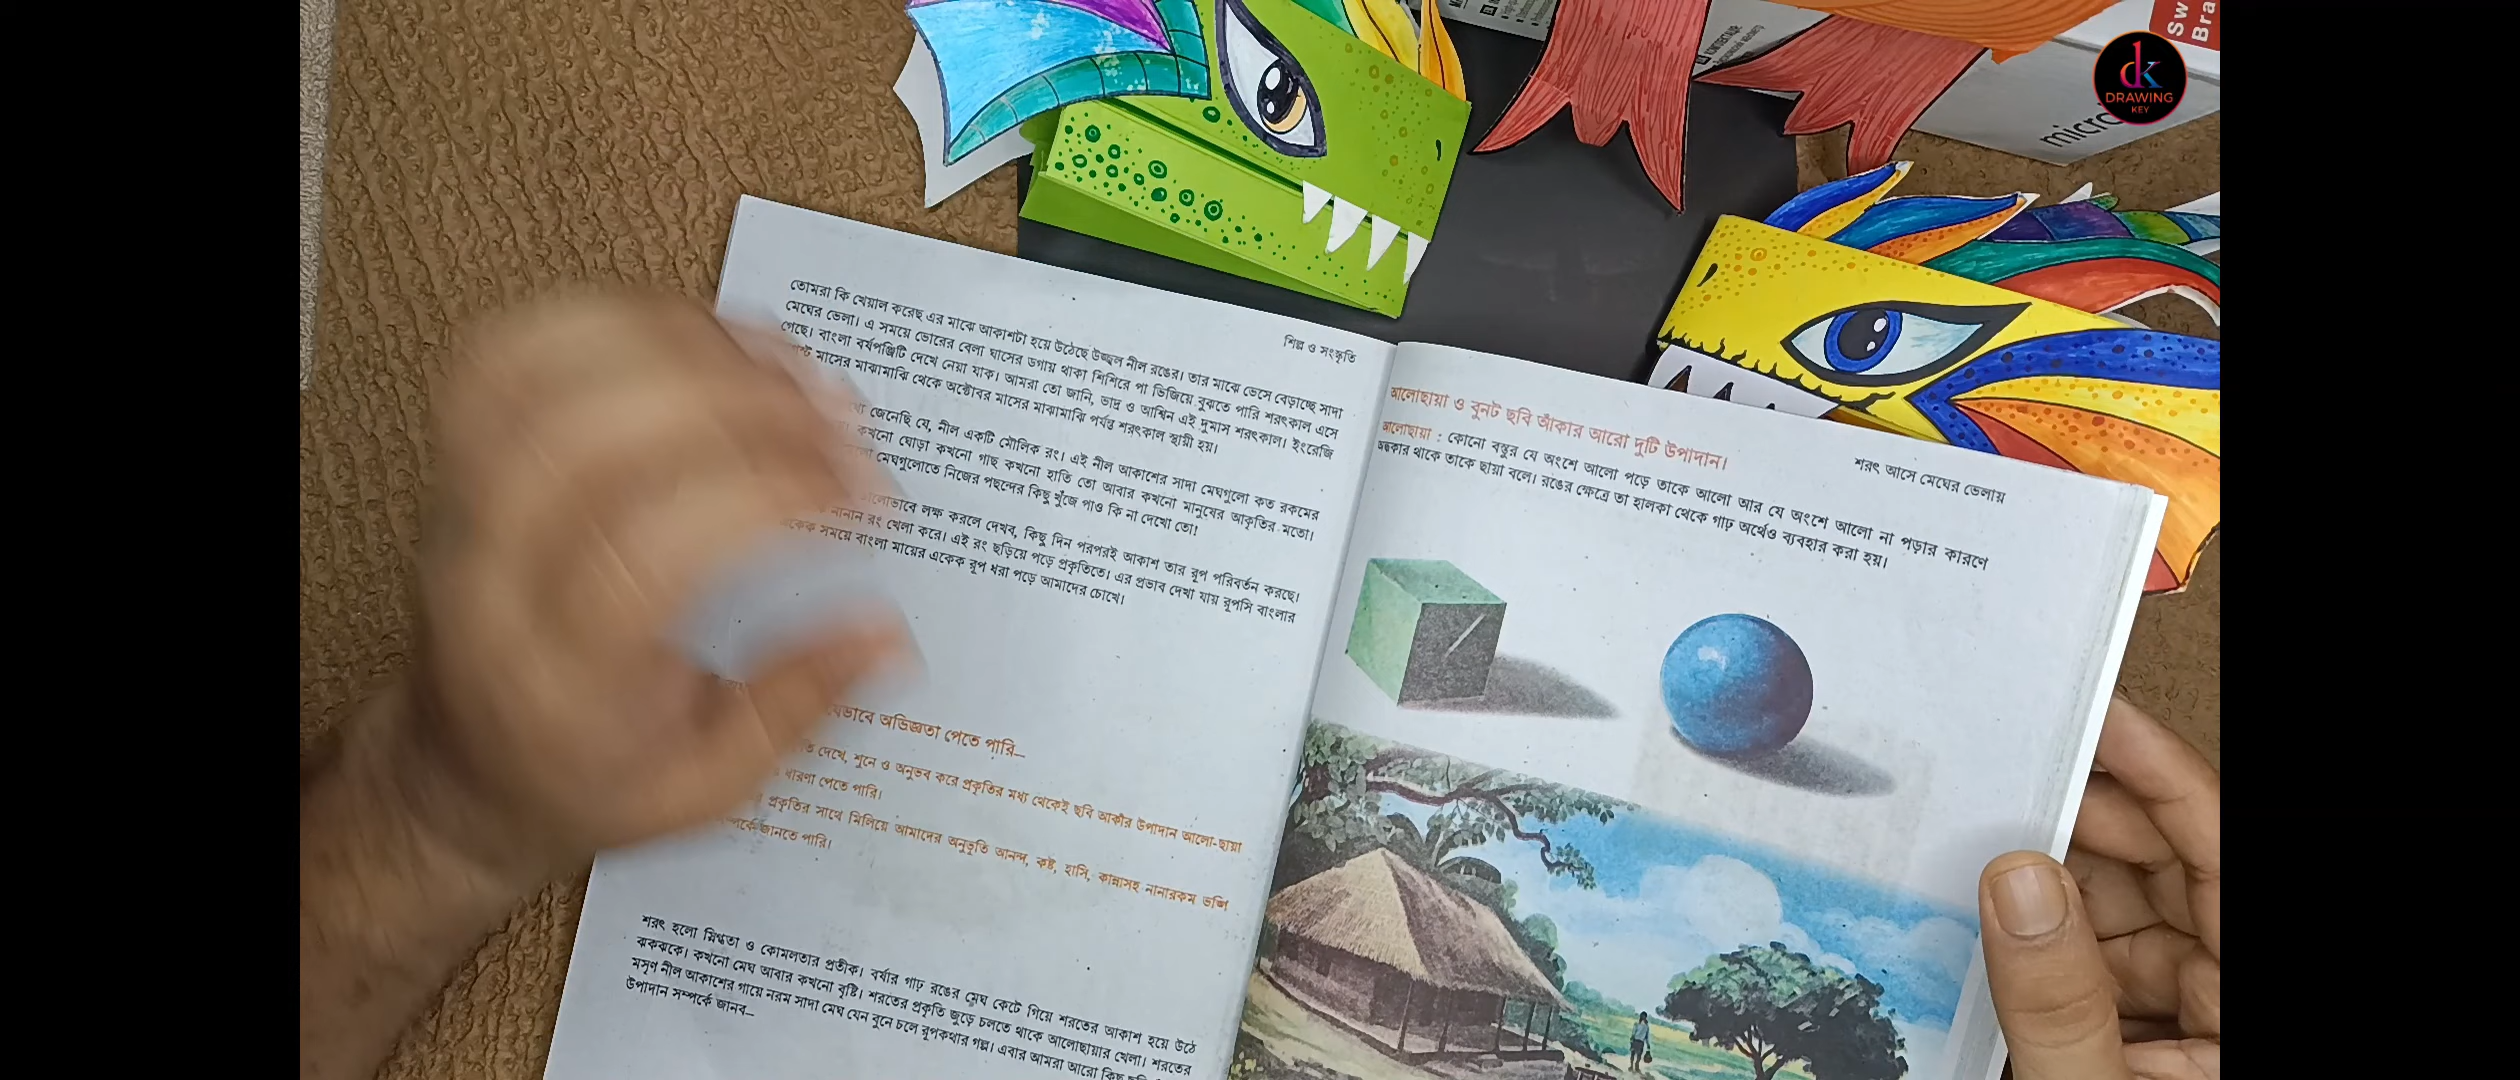 শিল্প ও সংস্কৃতি
তোমরা কি খেয়াল করেছ এর মাঝে আকাশটা হয়ে উঠেছে উজ্জ্বল নীল রঙের। তার মাঝে ভেসে বেড়াচ্ছে সাদা
মেঘের ভেলা। এ সময়ে ভোরের বেলা ঘাসের ডগায় থাকা শিশিরে পা ভিজিয়ে বুঝতে পারি শরৎকাল এসে
গেছে। বাংলা বর্ষপঞ্জিটি দেখে নেয়া যাক। আমরা তো জানি, ভাদ্র ও আশ্বিন এই দুমাস শরৎকাল। ইংরেজি
মাসের মাঝামাঝি থেকে অক্টোবর মাসের মাঝামাঝি পর্যন্ত শরৎকাল স্থায়ী হয়।
জেনেছি যে, নীল একটি মৌলিক রং। এই নীল আকাশের সাদা মেঘগুলো কত রকমের
কখনো ঘোড়া কখনো গাছ কখনো হাতি তো আবার কখনো মানুষের আকৃতির মতো।
মেঘগুলোতে নিজের পছন্দের কিছু খুঁজে পাও কি না দেখো তো!
লক্ষ করলে দেখব, কিছু দিন পরপরই আকাশ তার রূপ পরিবর্তন করছে।
নানান রং খেলা করে। এই রং ছড়িয়ে পড়ে প্রকৃতিতে। এর প্রভাব দেখা যায় রূপসি বাংলার
সময়ে বাংলা মায়ের একেক রূপ ধরা পড়ে আমাদের চোখে।
যেভাবে অভিজ্ঞতা পেতে পারি–
দেখে, শুনে ও অনুভব করে প্রকৃতির মধ্য থেকেই ছবি আকাঁর উপাদান আলো-ছায়া
ধারণা পেতে পারি।
প্রকৃতির সাথে মিলিয়ে আমাদের অনুভূতি আনন্দ, কষ্ট, হাসি, কান্নাসহ নানারকম ভঙ্গি
জানতে পারি।
শরৎ হলো স্নিগ্ধতা ও কোমলতার প্রতীক। বর্ষার গাঢ় রঙের মেঘ কেটে গিয়ে শরতের আকাশ হয়ে উঠে
ঝকঝকে। কখনো মেঘ আবার কখনো বৃষ্টি। শরতের প্রকৃতি জুড়ে চলতে থাকে আলোছায়ার খেলা। শরতের
মসৃণ নীল আকাশের গায়ে নরম সাদা মেঘ যেন বুনে চলে রূপকথার গল্প। এবার আমরা আরো কিছু
উপাদান সম্পর্কে জানব–
শরৎ আসে মেঘের ভেলায়
আলোছায়া ও বুনট ছবি আঁকার আরো দুটি উপাদান।
আলোছায়া : কোনো বস্তুর যে অংশে আলো পড়ে তাকে আলো আর যে অংশে আলো না পড়ার কারণে
অন্ধকার থাকে তাকে ছায়া বলে। রঙের ক্ষেত্রে তা হালকা থেকে গাঢ় অর্থেও ব্যবহার করা হয়।
Sw
Bra
micro
dk
DRAWING
KEY